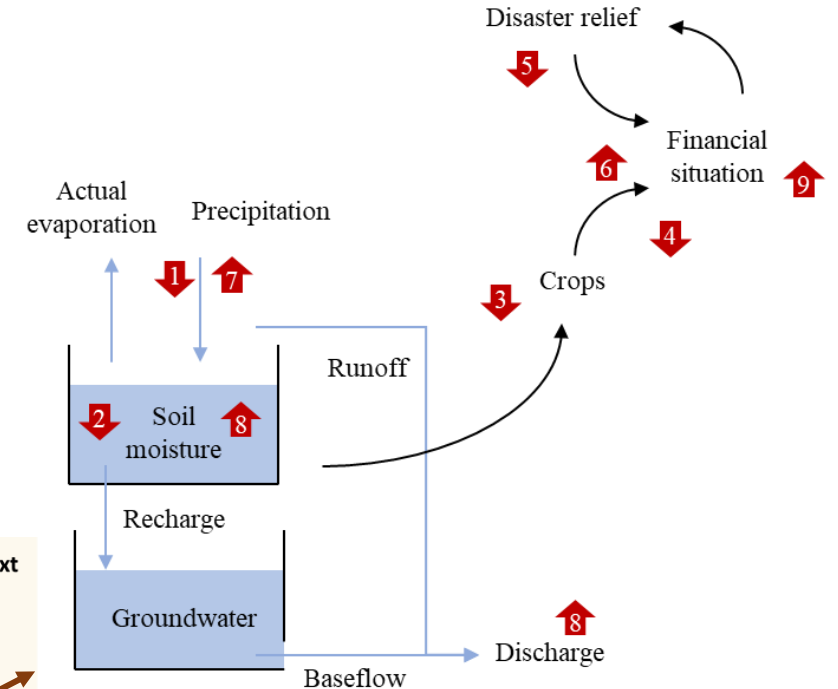 Disaster relief
5
Financial
situation
6
9
Actual
evaporation
Precipitation
4
1
7
Crops
3
Runoff
2
Soil
moisture
8
Recharge
xt
Groundwater
8
Discharge
Baseflow